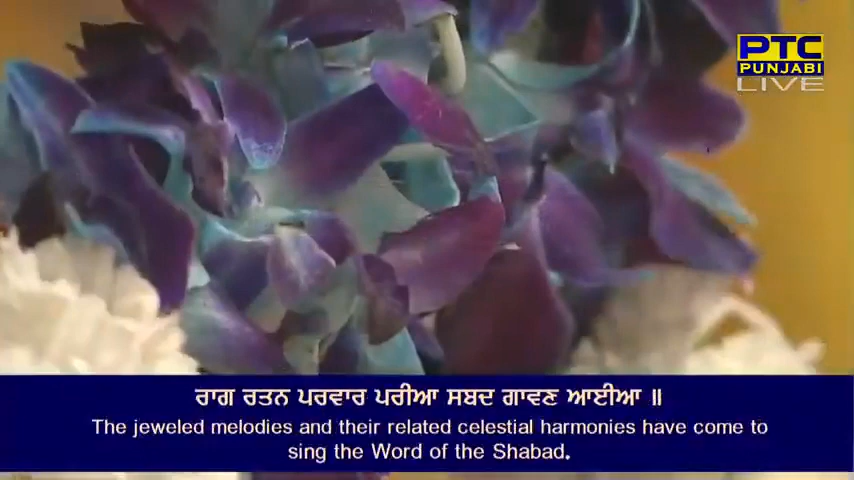 PTC
PUNJABI
LIVE
ਰਾਗ ਰਤਨ ਪਰਵਾਰ ਪਰੀਆ ਸਬਦ ਗਾਵਣ ਆਈਆ ॥
The jeweled melodies and their related celestial harmonies have come to
sing the Word of the Shabad.